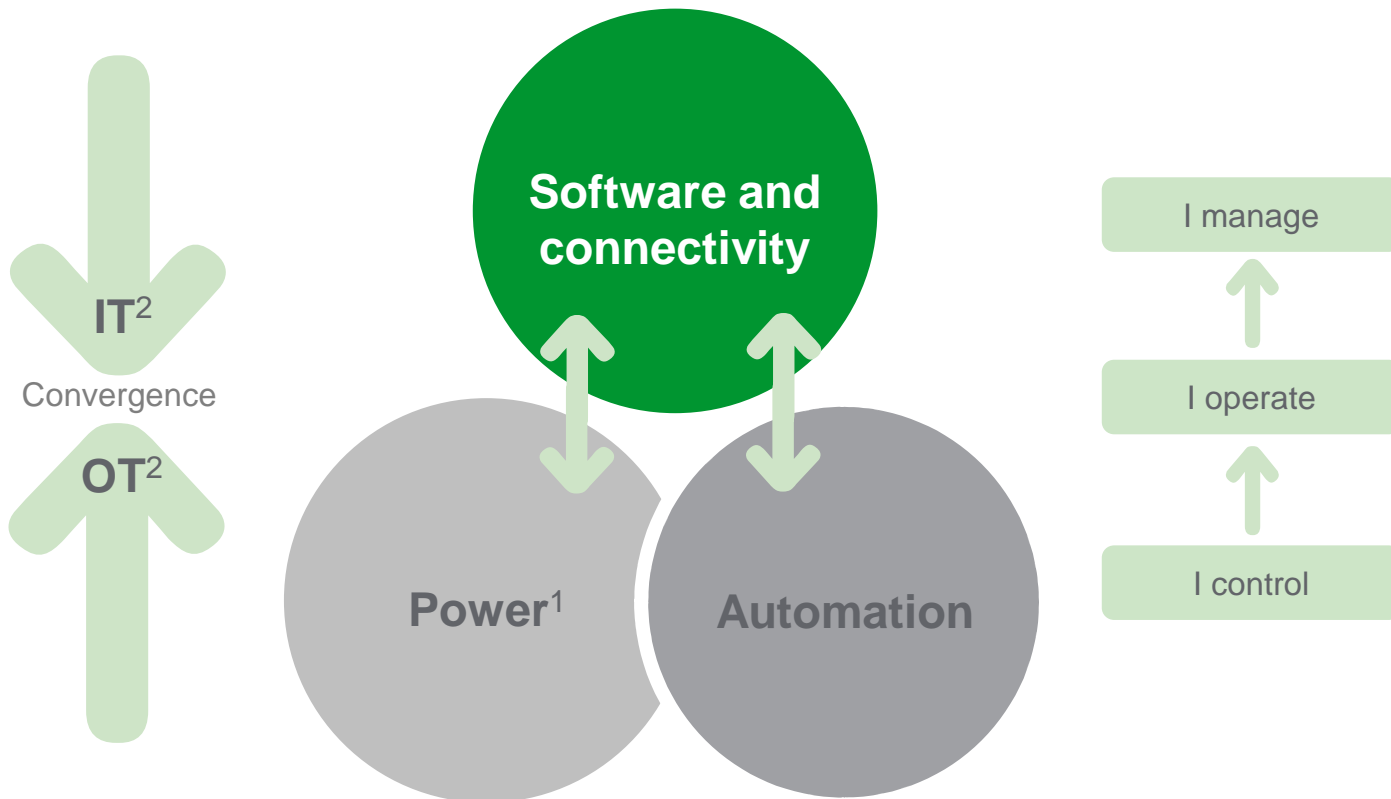 Software and
connectivity
IT²
Convergence
OT²
Power¹
Automation
I manage
I operate
I control